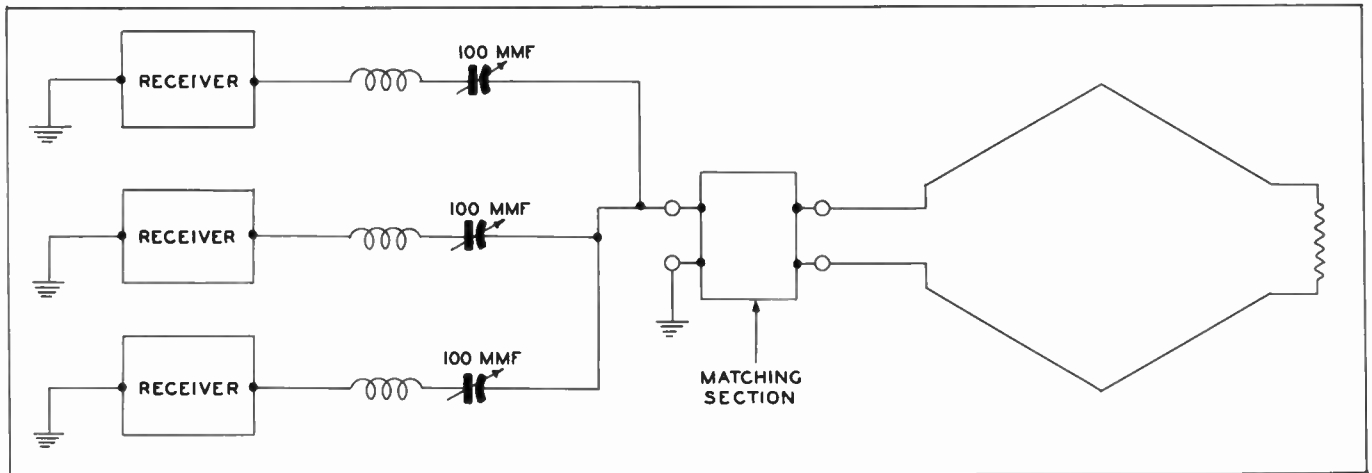 100 MMF
RECEIVER
100 MMF
RECEIVER
100 MMF
RECEIVER
MATCHING
SECTION